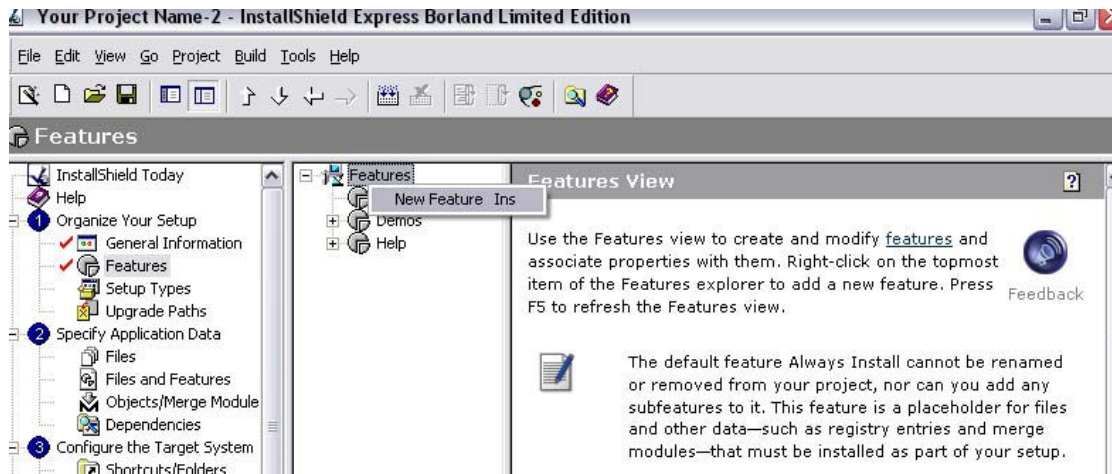 Your Project Name-2 - InstallShield Express Borland Limited Edition
File Edit View Go Project Build Tools Help
Features
InstallShield Today
Help
1 Organize Your Setup
General Information
Features
Setup Types
Upgrade Paths
2 Specify Application Data
Files
Files and Features
Objects/Merge Module
Dependencies
3 Configure the Target System
Shortcuts/Folders
Features
New Feature Ins
Demos
Help
Features View
?
Use the Features view to create and modify features and
associate properties with them. Right-click on the topmost
item of the Features explorer to add a new feature. Press
F5 to refresh the Features view.
Feedback
The default feature Always Install cannot be renamed
or removed from your project, nor can you add any
subfeatures to it. This feature is a placeholder for files
and other data—such as registry entries and merge
modules—that must be installed as part of your setup.